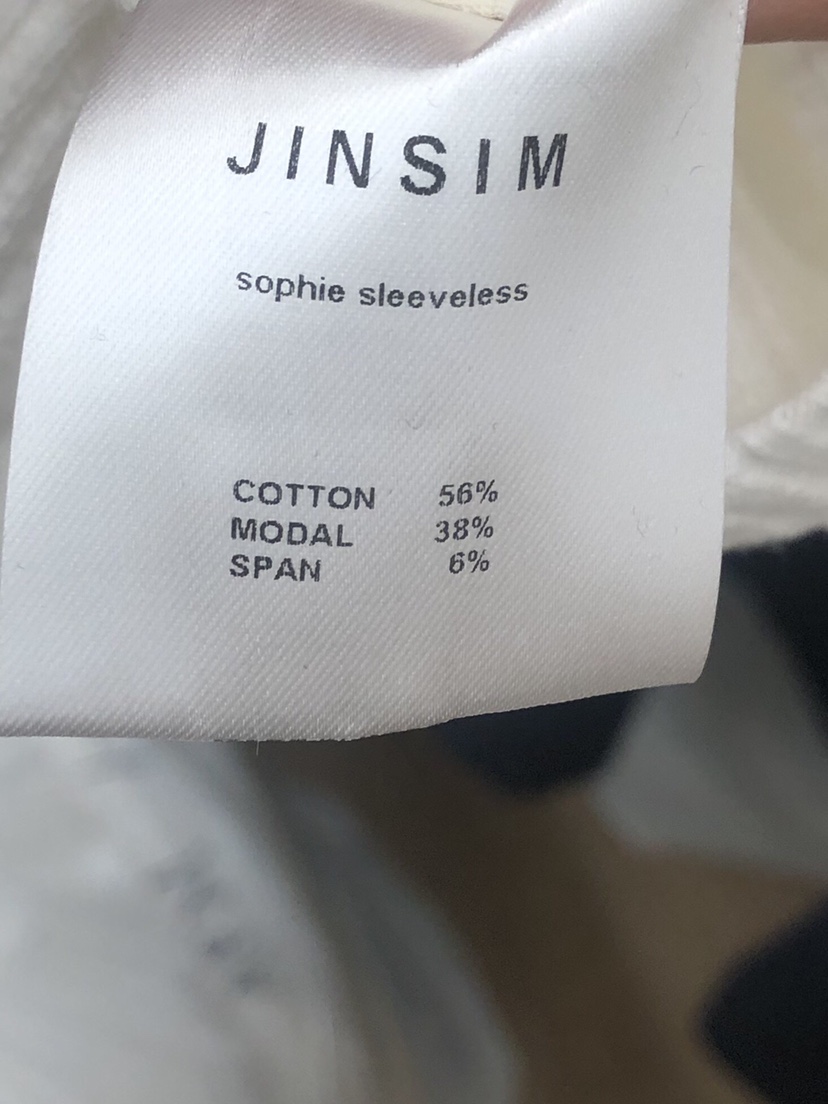 JINSIM
sophie sleeveless
COTTON 56%
MODAL 38%
SPAN 6%